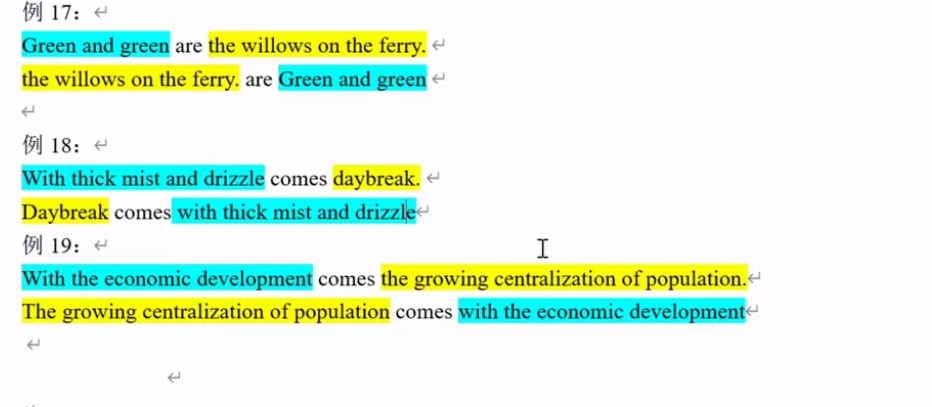 例 17：
Green and green are the willows on the ferry.
the willows on the ferry. are Green and green
例 18：
With thick mist and drizzle comes daybreak.
Daybreak comes with thick mist and drizzle
例 19：
With the economic development comes the growing centralization of population.
The growing centralization of population comes with the economic development